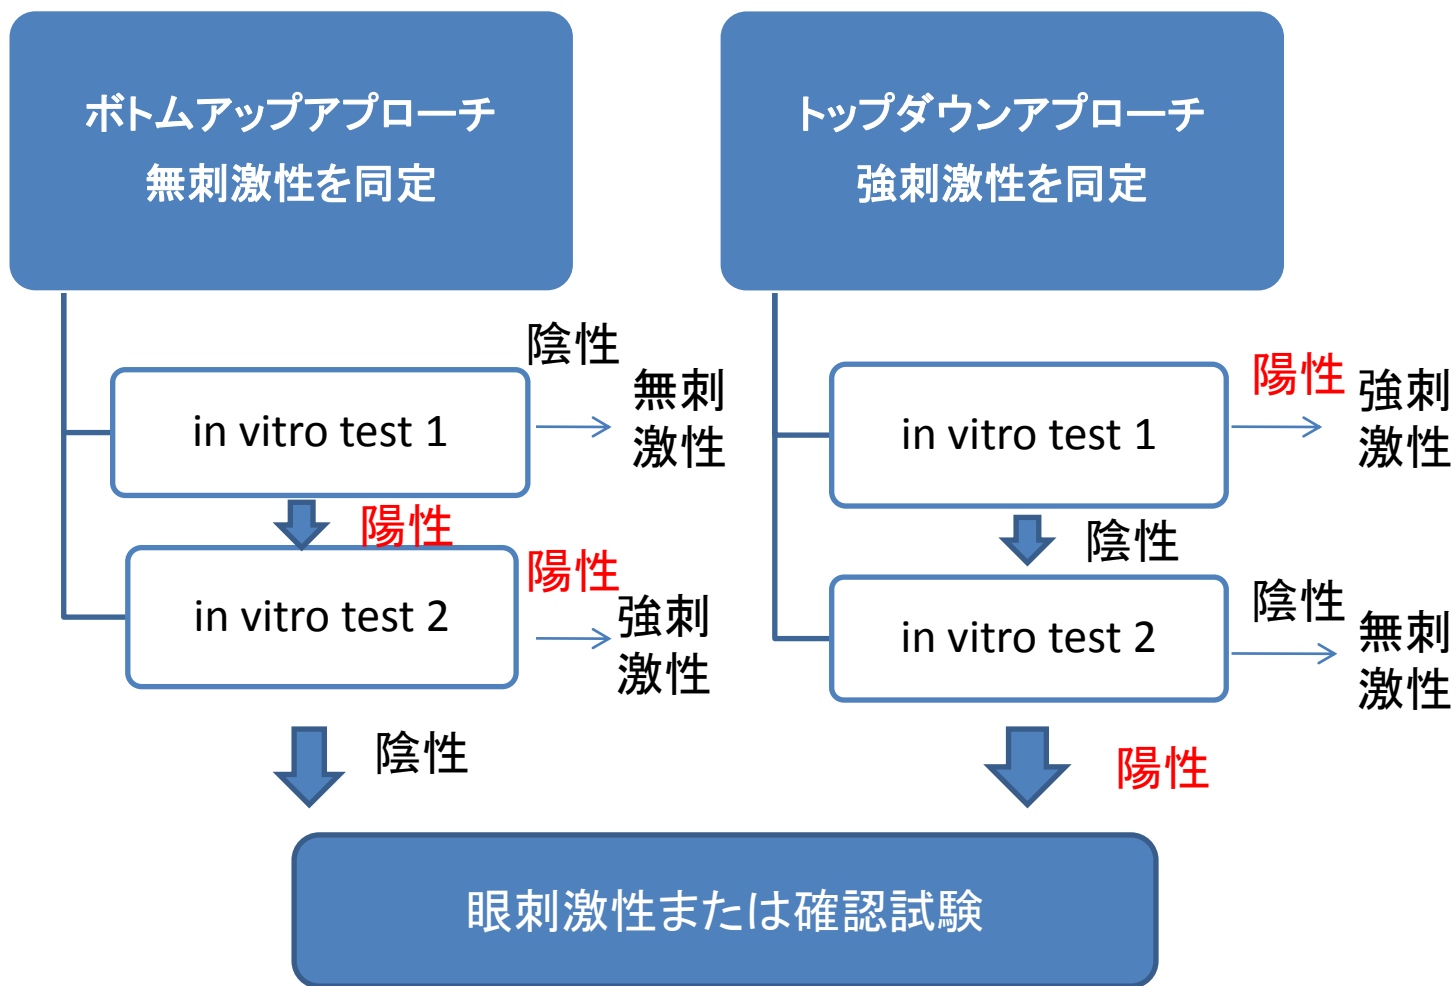 ボトムアップアプローチ
無刺激性を同定
in vitro test 1
陰性
無刺
激性
陽性
in vitro test 2
陽性
強刺
激性
陰性
トップダウンアプローチ
強刺激性を同定
in vitro test 1
陽性
強刺
激性
陰性
in vitro test 2
陰性
無刺
激性
陽性
眼刺激性または確認試験